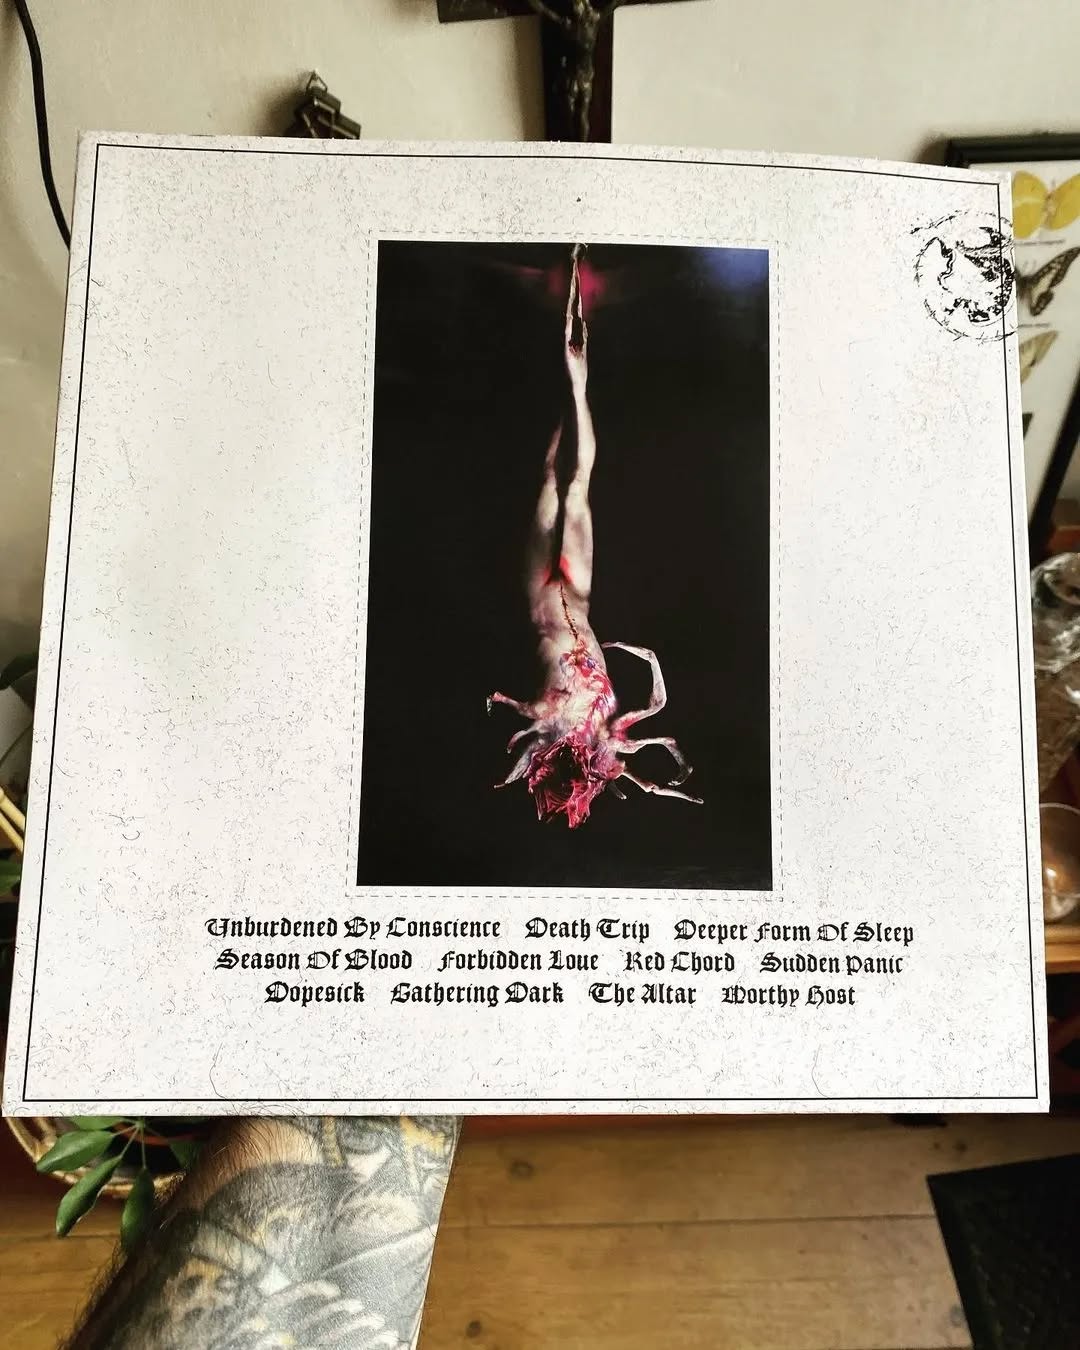 Unburdened By Conscience Death Trip Deeper Form Of Sleep
Season Of Blood Forbidden Love Red Chord Sudden Panic
Dopesick Gathering Dark The Altar Worthy Host